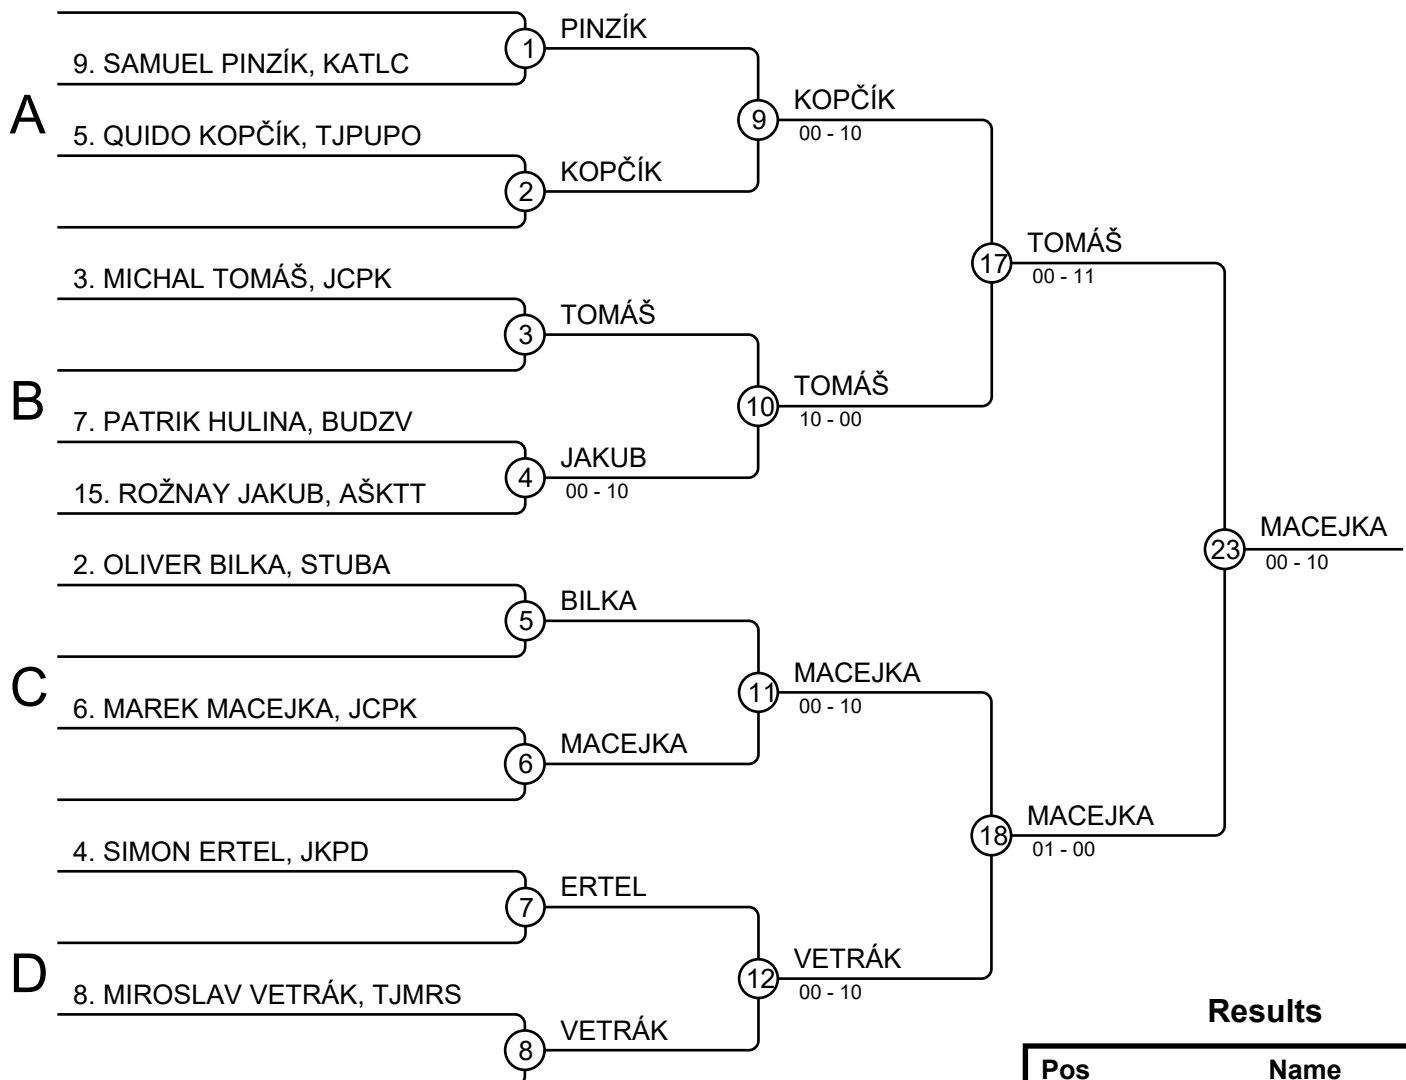 PINZÍK
1
9. SAMUEL PINZÍK, KATLC
A
KOPČÍK
9
00 - 10
5. QUIDO KOPČÍK, TJPUPO
KOPČÍK
2
TOMÁŠ
17
00 - 11
3. MICHAL TOMÁŠ, JCPK
TOMÁŠ
3
B
TOMÁŠ
10
10 - 00
7. PATRIK HULINA, BUDZV
JAKUB
4
00 - 10
15. ROŽNAY JAKUB, AŠKTT
MACEJKA
23
00 - 10
2. OLIVER BILKA, STUBA
BILKA
5
C
MACEJKA
11
00 - 10
6. MAREK MACEJKA, JCPK
MACEJKA
6
MACEJKA
18
01 - 00
4. SIMON ERTEL, JKPD
ERTEL
7
D
VETRÁK
12
00 - 10
8. MIROSLAV VETRÁK, TJMRS
VETRÁK
8
Results
Pos Name